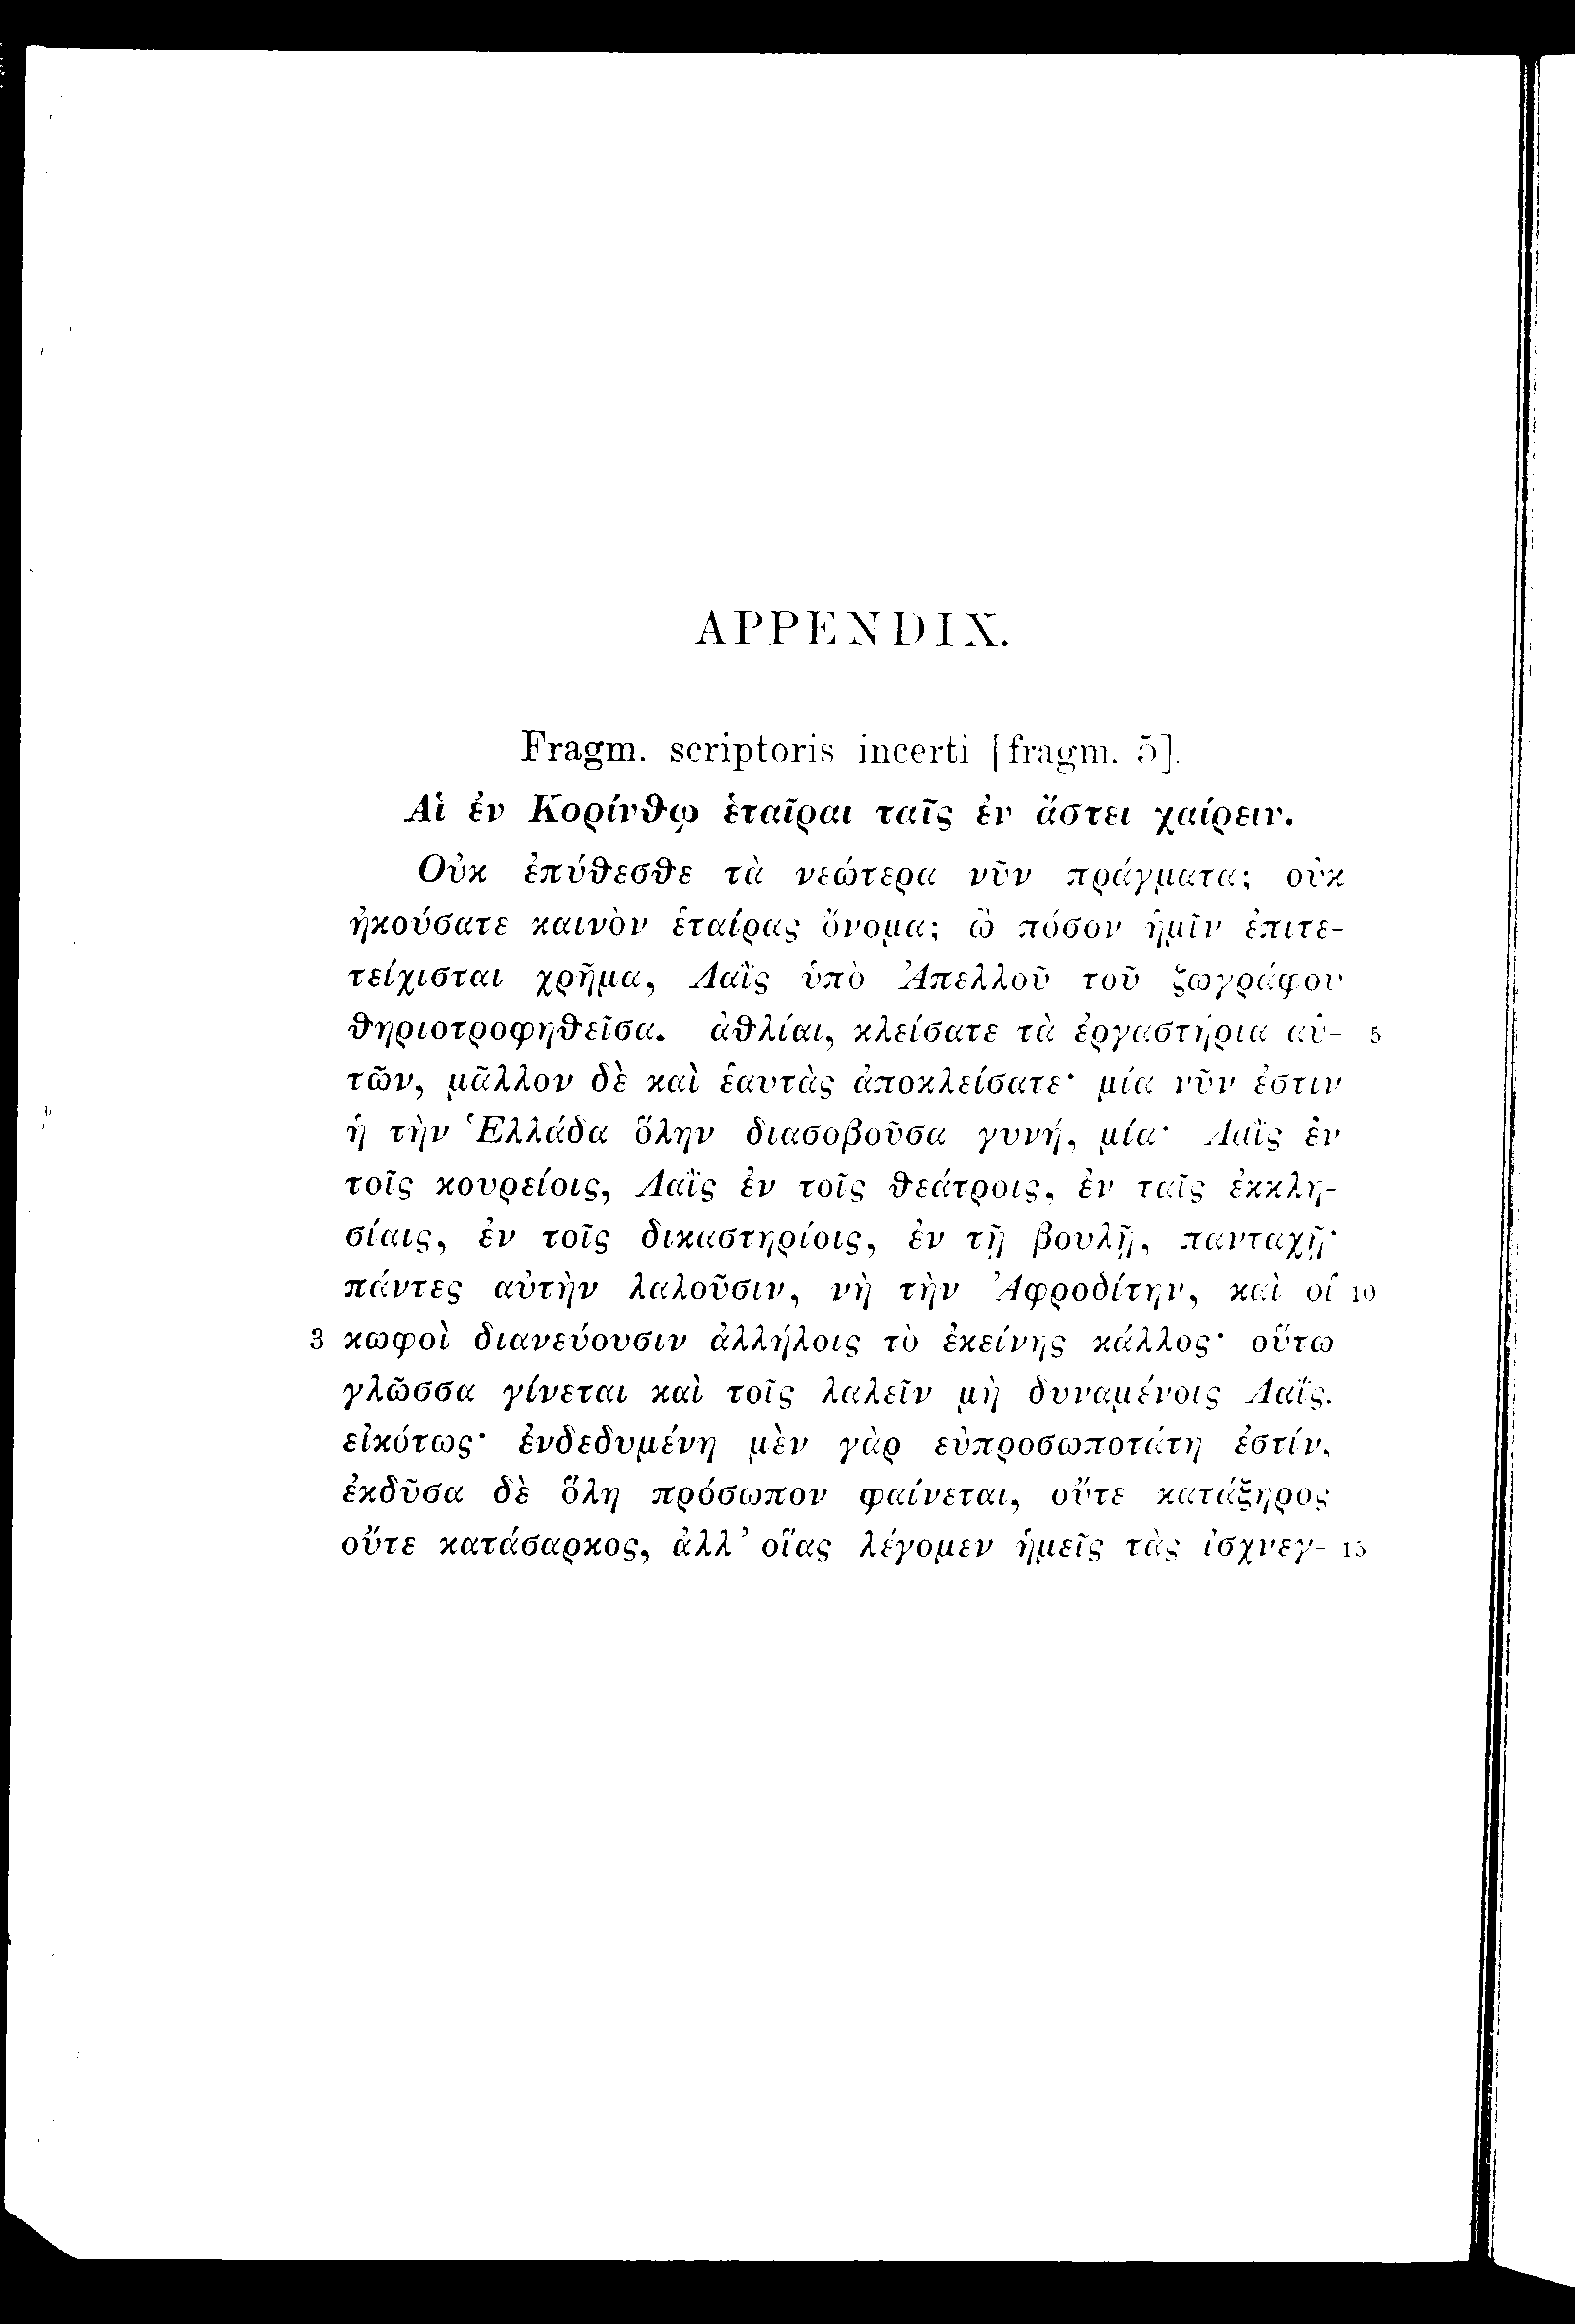 APPENDIX.
Fragm. scriptoris incerti [fragm. 5].
Αἱ ἐν Κορίνθῳ ἑταῖραι ταῖς ἐν ἄστει χαίρειν.
Οὐκ ἐπύθεσθε τὰ νεώτερα νῦν πράγματα; οὐκ
ἠκούσατε καινὸν ἑταίρας ὄνομα; ὢ πόσον ἡμῖν ἐπιτε-
τείχισται χρῆμα, Λαῒς ὑπὸ Ἀπελλοῦ τοῦ ζωγράφου
θηριοτροφηθεῖσα. ἀθλίαι, κλείσατε τὰ ἐργαστήρια αὑ- 5
τῶν, μᾶλλον δὲ καὶ ἑαυτὰς ἀποκλείσατε· μία νῦν ἐστιν
ἡ τὴν Ἑλλάδα ὅλην διασοβοῦσα γυνή, μία· Λαῒς ἐν
τοῖς κουρείοις, Λαῒς ἐν τοῖς θεάτροις, ἐν ταῖς ἐκκλη-
σίαις, ἐν τοῖς δικαστηρίοις, ἐν τῇ βουλῇ, πανταχῇ·
πάντες αὐτὴν λαλοῦσιν, νὴ τὴν Ἀφροδίτην, καὶ οἱ 10
3 κωφοὶ διανεύουσιν ἀλλήλοις τὸ ἐκείνης κάλλος· οὕτω
γλῶσσα γίνεται καὶ τοῖς λαλεῖν μὴ δυναμένοις Λαΐς.
εἰκότως· ἐνδεδυμένη μὲν γὰρ εὐπροσωποτάτη ἐστίν,
ἐκδῦσα δὲ ὅλη πρόσωπον φαίνεται, οὔτε κατάξηρος
οὔτε κατάσαρκος, ἀλλ' οἵας λέγομεν ἡμεῖς τὰς ἰσχνεγ- 15